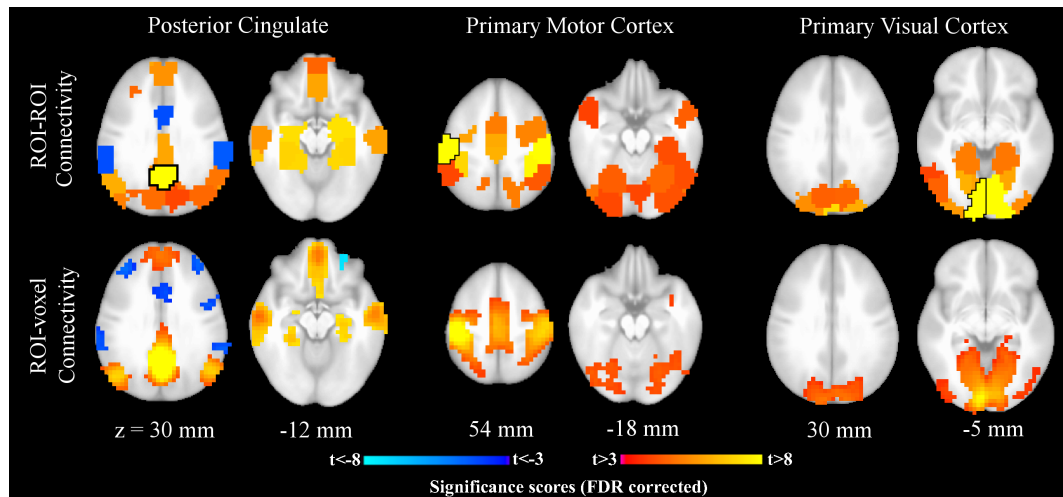 Posterior Cingulate
Primary Motor Cortex
Primary Visual Cortex
ROI-ROI
Connectivity
ROI-voxel
Connectivity
z = 30 mm
-12 mm
54 mm
-18 mm
30 mm
-5 mm
t<-8
t<-3
t>3
t>8
Significance scores (FDR corrected)